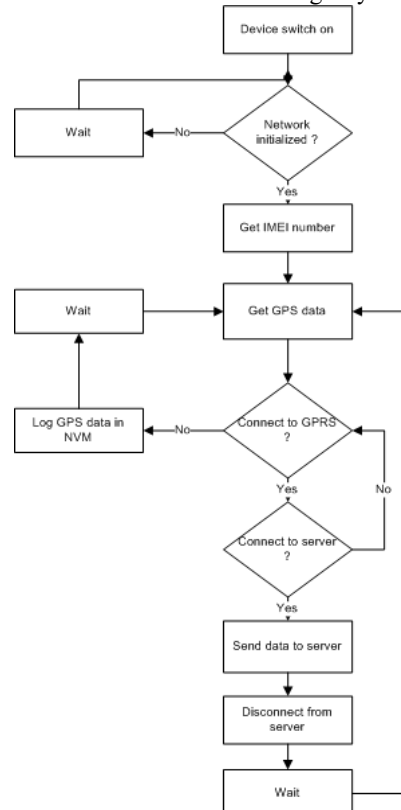 Device switch on
Network
initialized ?
No
Wait
Yes
Get IMEI number
Wait
Get GPS data
Connect to GPRS
?
No
Log GPS data in
NVM
Yes
No
Connect to server
?
Yes
Send data to server
Disconnect from
server
Wait